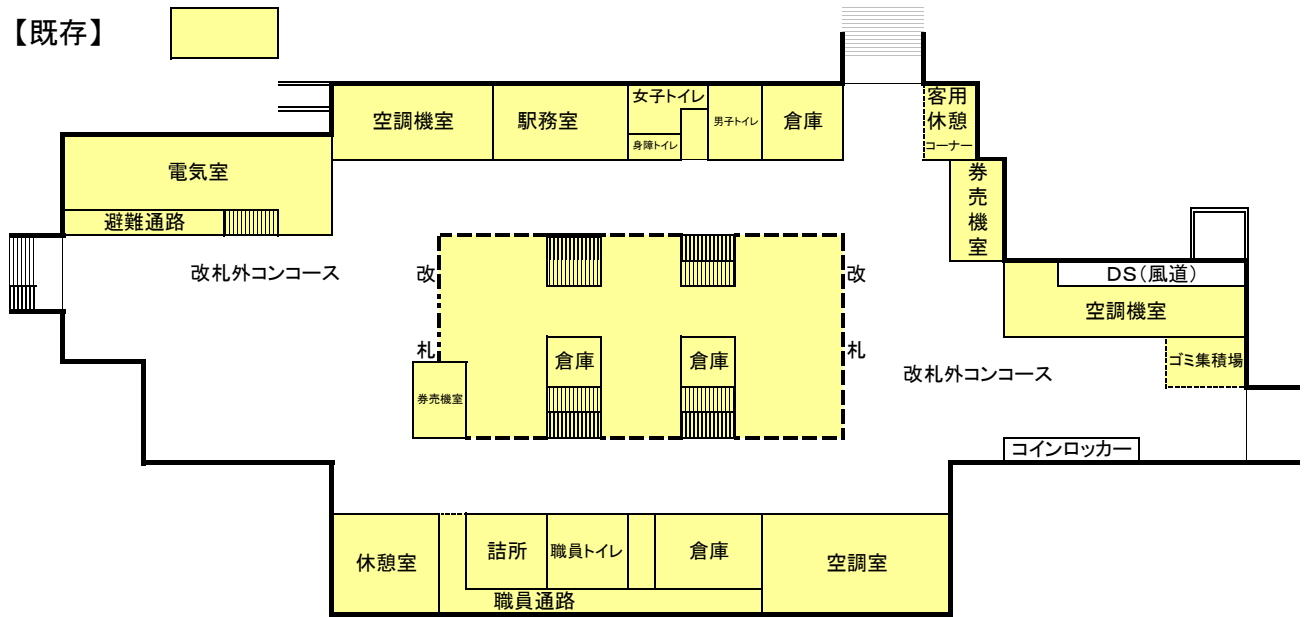 【既存】
空調機室
駅務室
女子トイレ
身障トイレ
男子トイレ
倉庫
客用
休憩
コーナー
券売機室
電気室
避難通路
改札外コンコース
改札
改札
DS(風道)
空調機室
ゴミ集積場
倉庫
倉庫
券売機室
改札外コンコース
コインロッカー
休憩室
詰所
職員トイレ
倉庫
空調室
職員通路